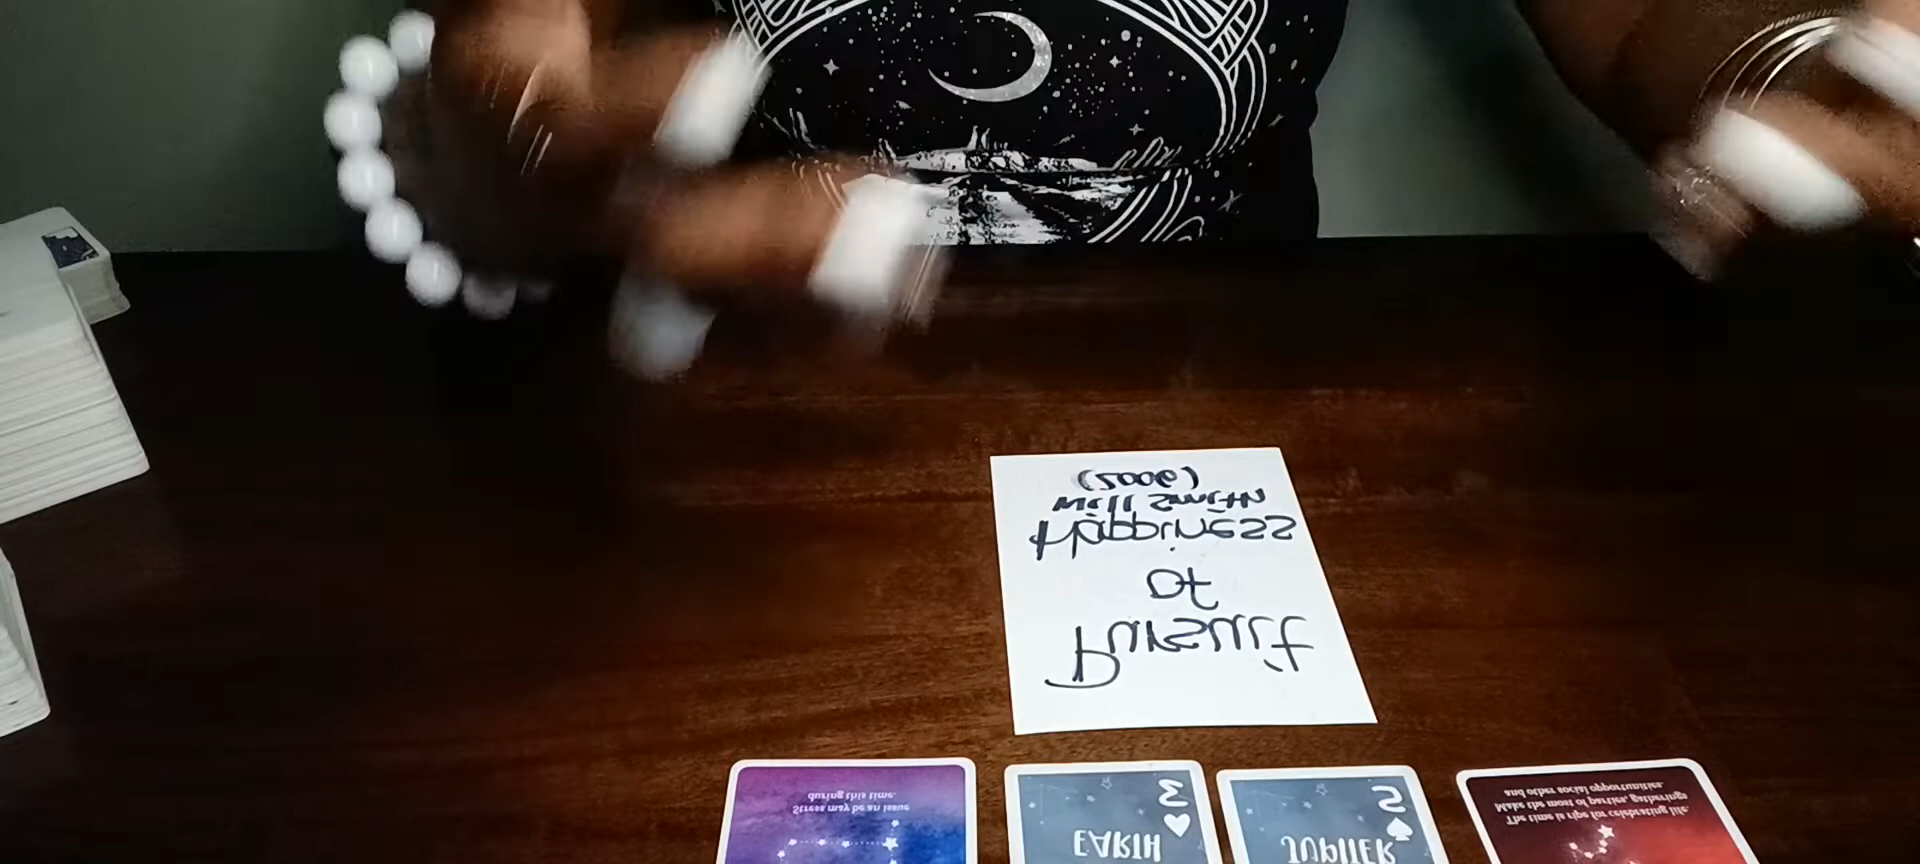 Stress may be an issue
during this time.
EARTH
3
JUPITER
2
The time is ripe for celebrating life.
Make the most of parties, gatherings
and other social opportunities.
Pursuit
of
Happiness
Will Smith
(2006)